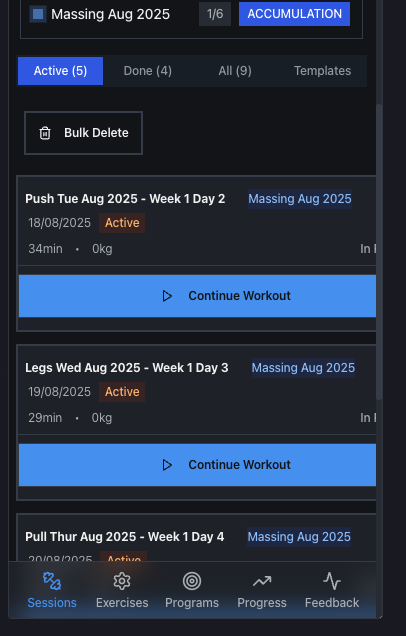 Massing Aug 2025 1/6 ACCUMULATION
Active (5) Done (4) All (9) Templates
Bulk Delete
Push Tue Aug 2025 - Week 1 Day 2 Massing Aug 2025
18/08/2025 Active
34min • 0kg In
Continue Workout
Legs Wed Aug 2025 - Week 1 Day 3 Massing Aug 2025
19/08/2025 Active
29min • 0kg In
Continue Workout
Pull Thur Aug 2025 - Week 1 Day 4 Massing Aug 2025
20/08/2025 Active
Sessions Exercises Programs Progress Feedback